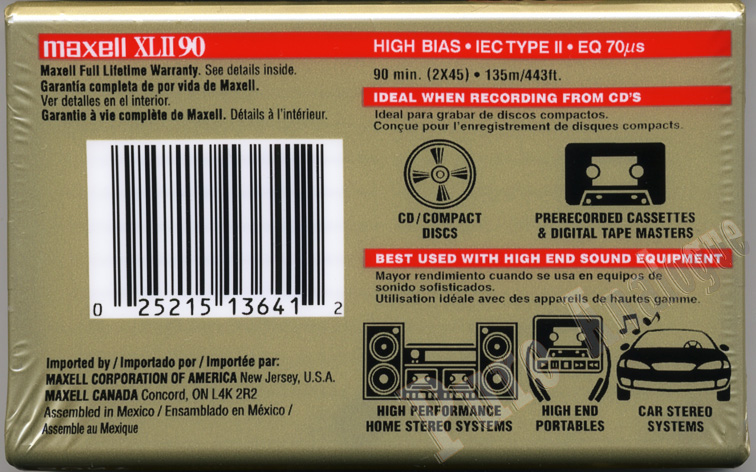 maxell XLII90
HIGH BIAS • IEC TYPE II • EQ 70µs
Maxell Full Lifetime Warranty. See details inside.
Garantía completa de por vida de Maxell.
Ver detalles en el interior.
Garantie à vie complète de Maxell. Détails à l'intérieur.
90 min. (2X45) • 135m/443ft.
IDEAL WHEN RECORDING FROM CD'S
Ideal para grabar de discos compactos.
Conçue pour l'enregistrement de disques compacts.
CD/COMPACT
DISCS
PRERECORDED CASSETTES
& DIGITAL TAPE MASTERS
BEST USED WITH HIGH END SOUND EQUIPMENT
Mayor rendimiento cuando se usa en equipos de
sonido sofisticados.
Utilisation idéale avec des appareils de hautes gamme.
0 25215 13641 2
HIGH PERFORMANCE
HOME STEREO SYSTEMS
HIGH END
PORTABLES
CAR STEREO
SYSTEMS
Imported by / Importado por / Importée par:
MAXELL CORPORATION OF AMERICA New Jersey, U.S.A.
MAXELL CANADA Concord, ON L4K 2R2
Assembled in Mexico / Ensamblado en México /
Assemble au Mexique